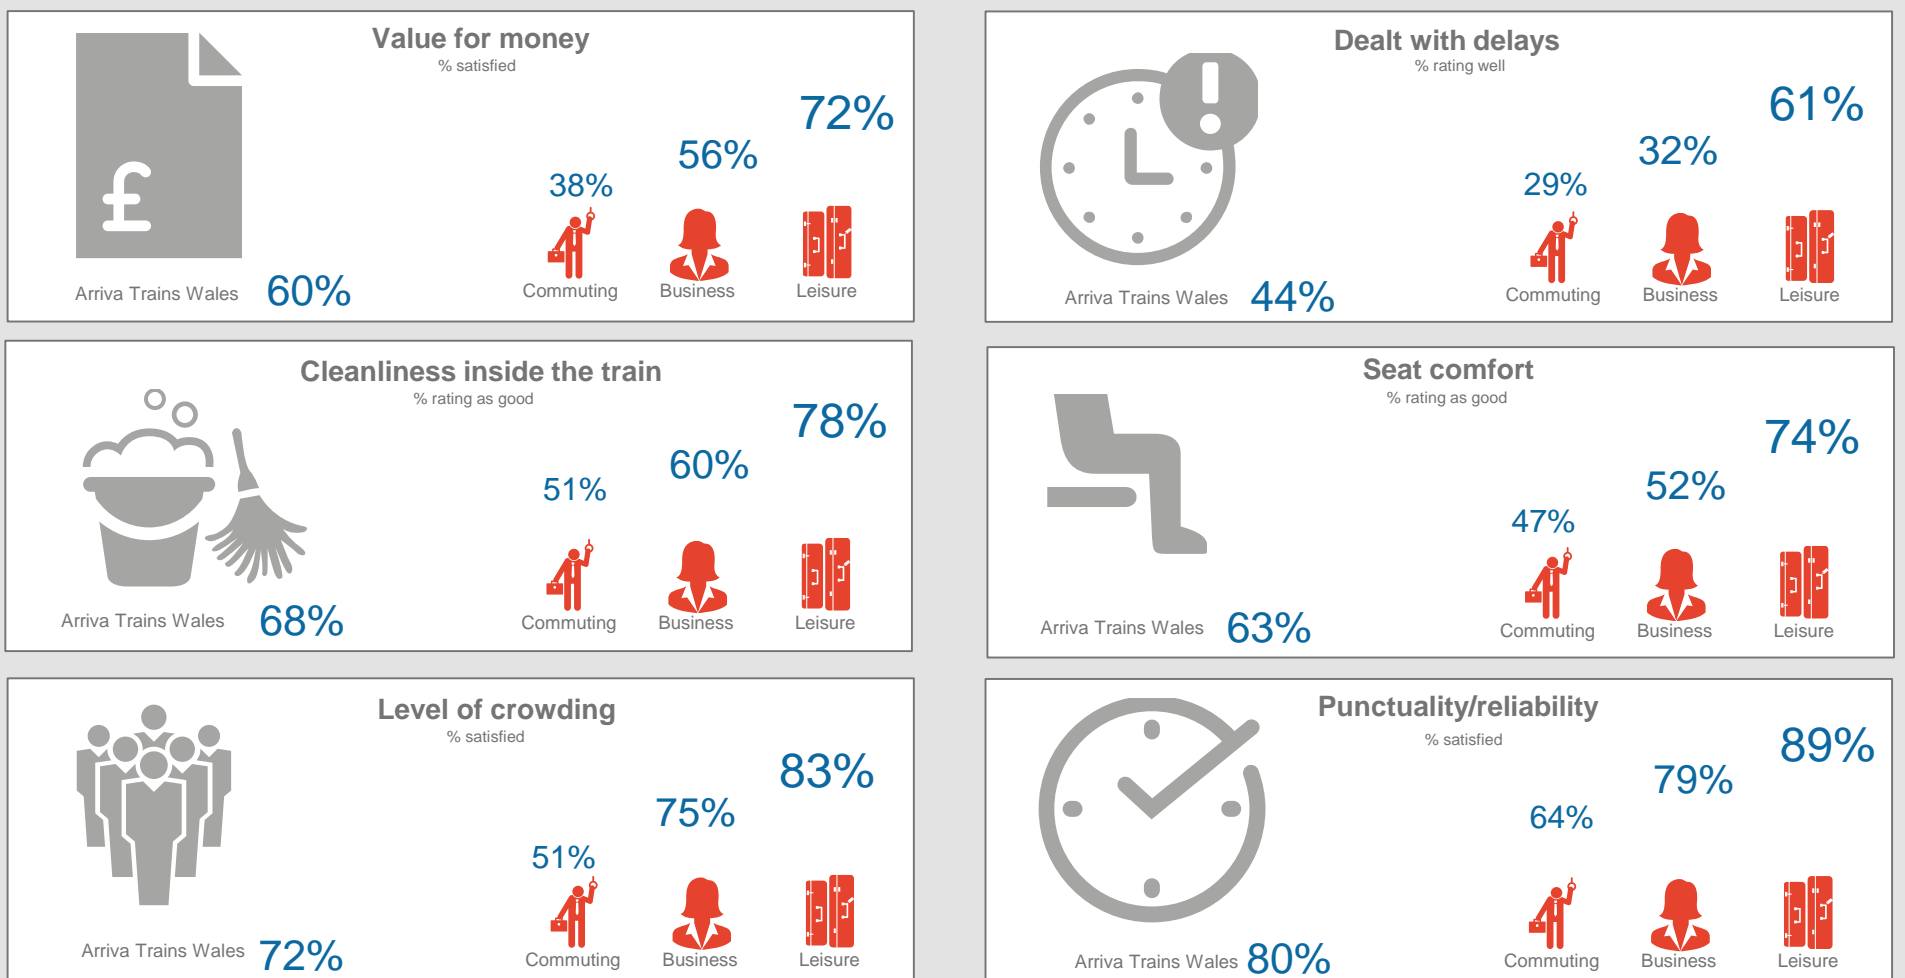 Value for money
% satisfied
72%
56%
38%
£
Arriva Trains Wales 60%
Commuting Business Leisure
Dealt with delays
% rating well
61%
32%
29%
Arriva Trains Wales 44%
Commuting Business Leisure
Cleanliness inside the train
% rating as good
78%
60%
51%
Arriva Trains Wales 68%
Commuting Business Leisure
Seat comfort
% rating as good
74%
52%
47%
Arriva Trains Wales 63%
Commuting Business Leisure
Level of crowding
% satisfied
83%
75%
51%
Arriva Trains Wales 72%
Commuting Business Leisure
Punctuality/reliability
% satisfied
89%
79%
64%
Arriva Trains Wales 80%
Commuting Business Leisure